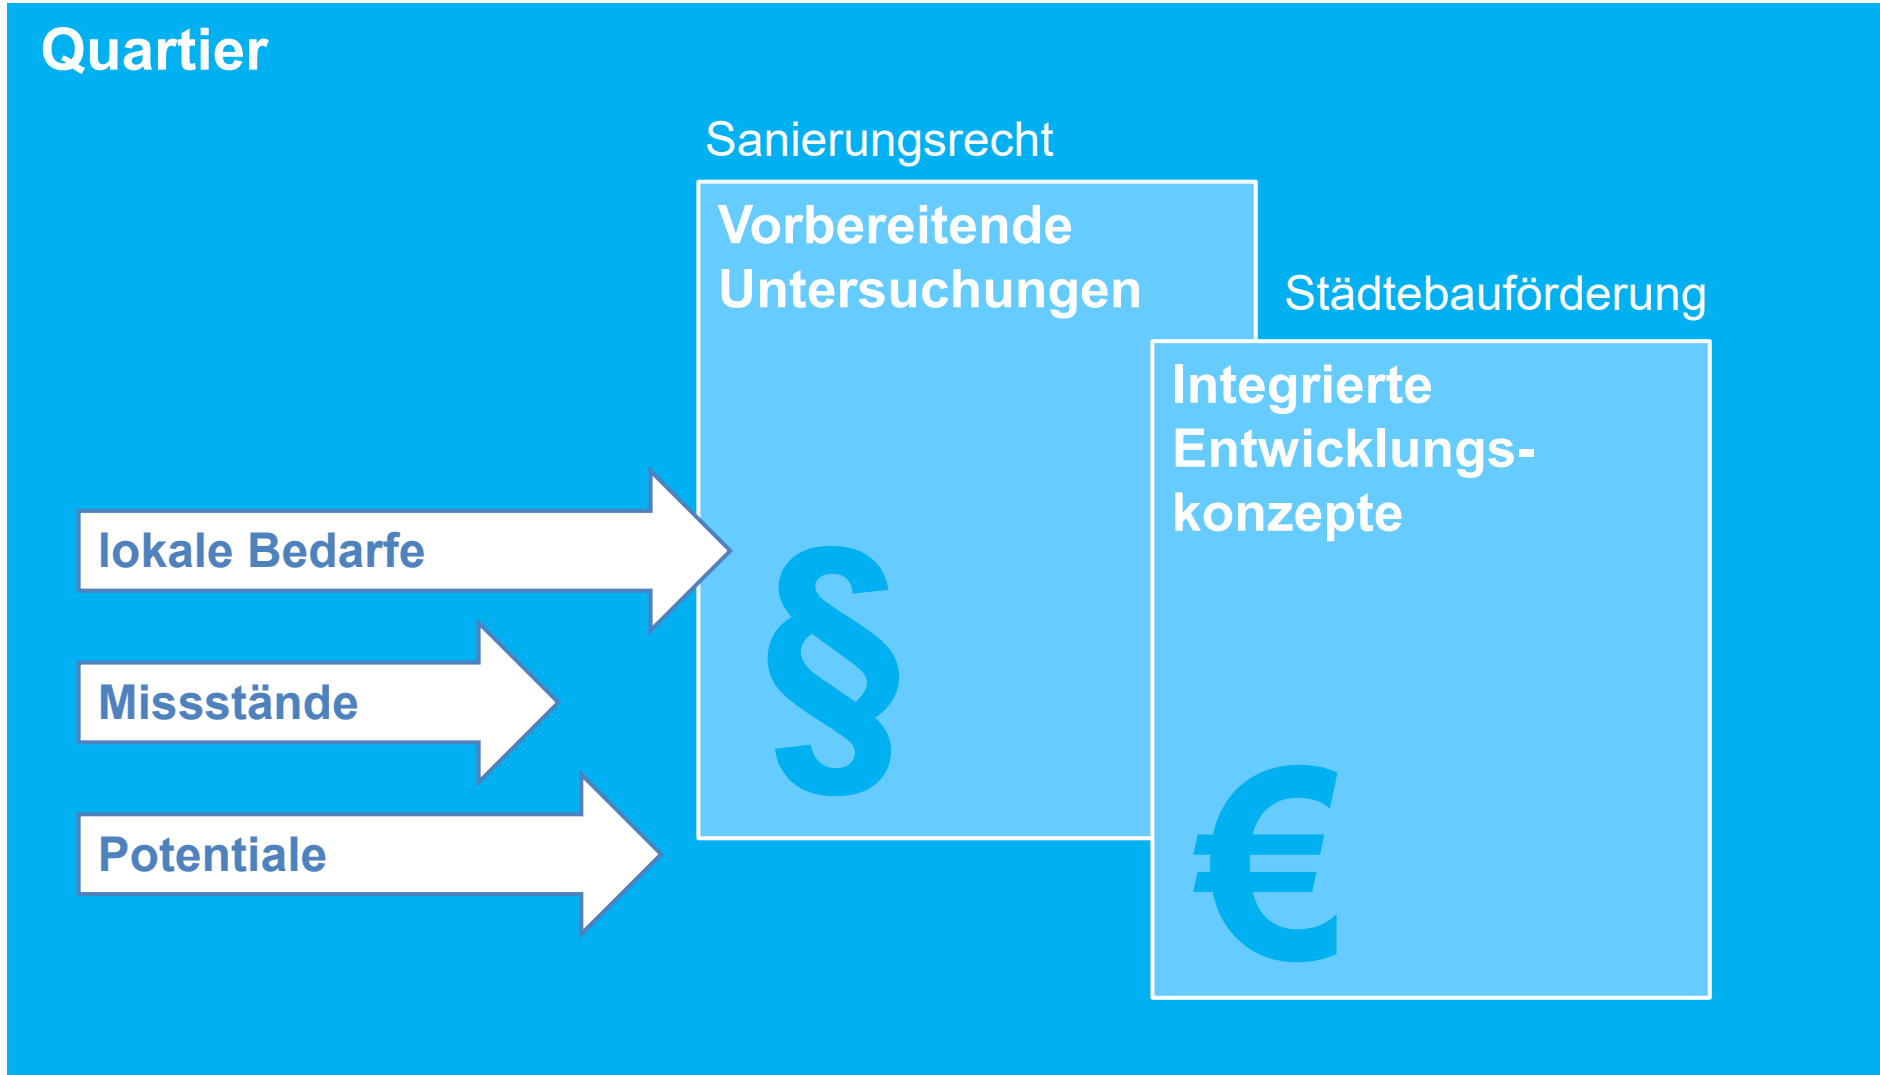 Quartier
Sanierungsrecht
Vorbereitende
Untersuchungen
Städtebauförderung
Integrierte
Entwicklungs-
konzepte
lokale Bedarfe
Missstände
Potentiale
§
€